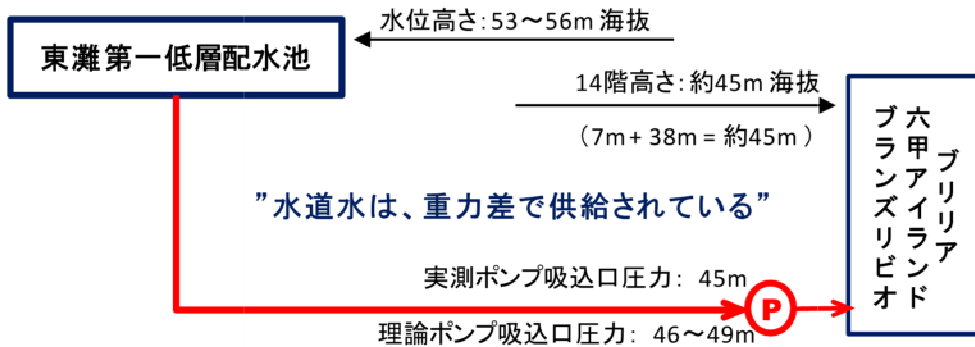 水位高さ:53~56m 海抜
東灘第一低層配水池
14階高さ:約45m 海抜
(7m+38m=約45m)
ブリリア
六甲アイランド
ブランズリビオ
”水道水は、重力差で供給されている”
実測ポンプ吸込口圧力: 45m
P
理論ポンプ吸込口圧力: 46~49m